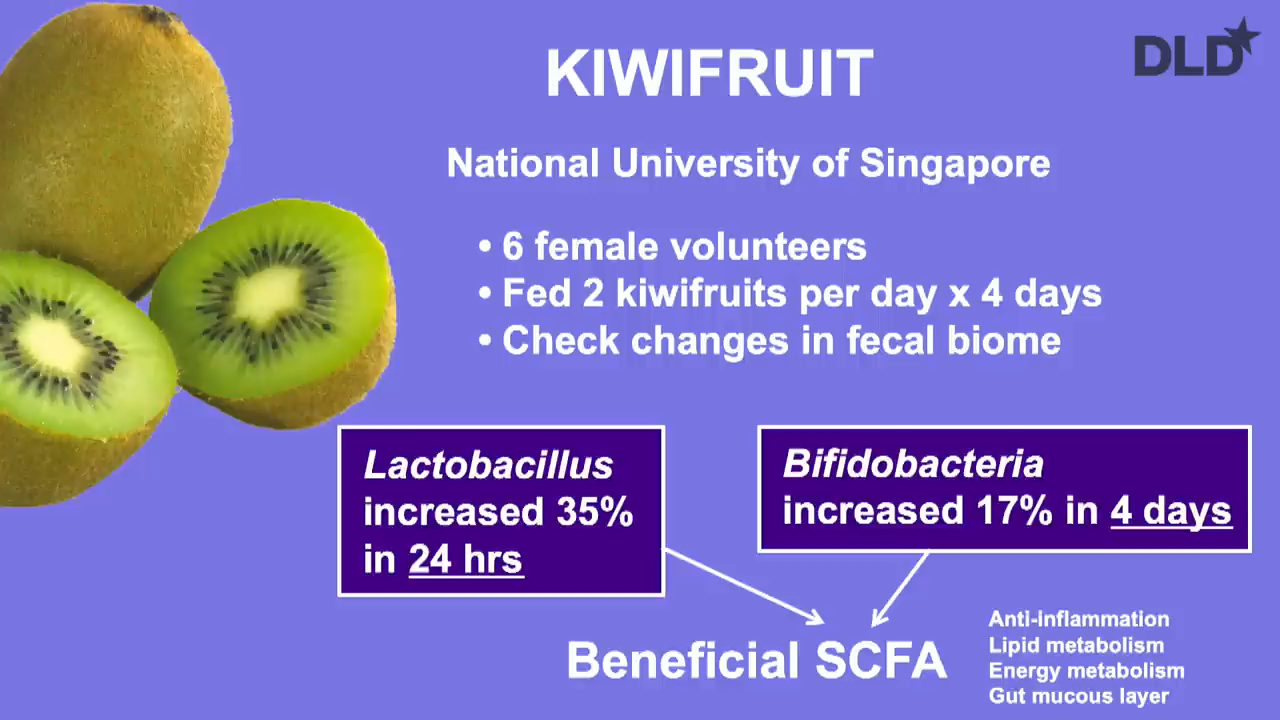 DLD
KIWIFRUIT
National University of Singapore
• 6 female volunteers
• Fed 2 kiwifruits per day x 4 days
• Check changes in fecal biome
Lactobacillus
increased 35%
in 24 hrs
Bifidobacteria
increased 17% in 4 days
Beneficial SCFA
Anti-Inflammation
Lipid metabolism
Energy metabolism
Gut mucous layer